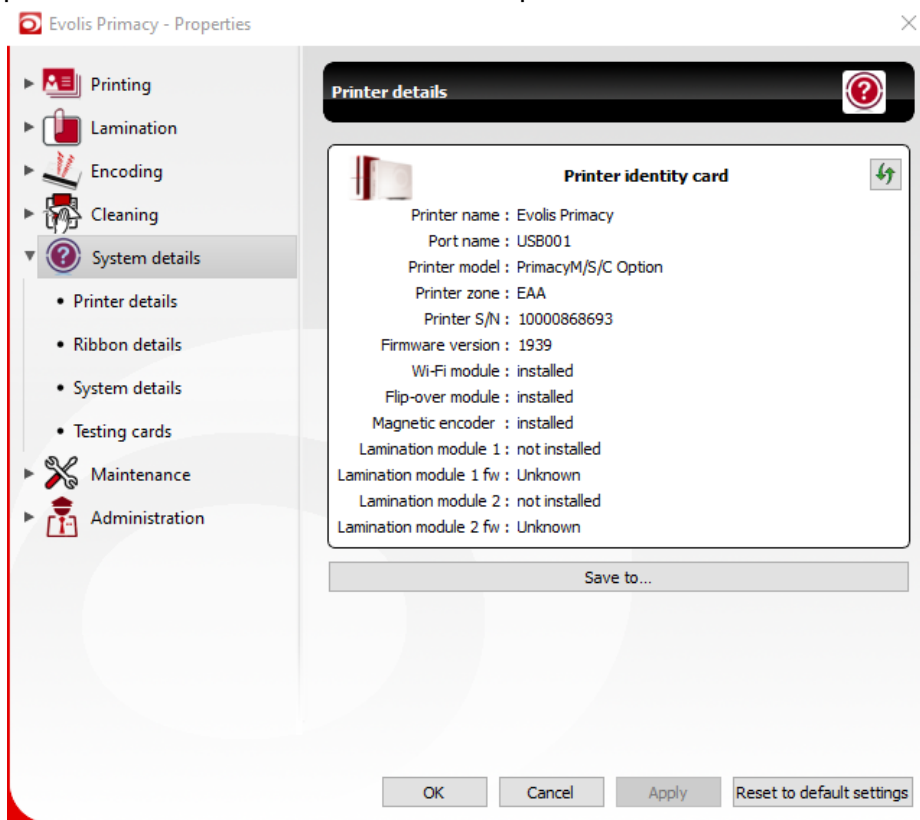 Evolis Primacy - Properties
Printing
Lamination
Encoding
Cleaning
System details
Printer details
Ribbon details
System details
Testing cards
Maintenance
Administration
Printer details
Printer identity card
Printer name : Evolis Primacy
Port name : USB001
Printer model : PrimacyM/S/C Option
Printer zone : EAA
Printer S/N : 10000868693
Firmware version : 1939
Wi-Fi module : installed
Flip-over module : installed
Magnetic encoder : installed
Lamination module 1 : not installed
Lamination module 1 fw : Unknown
Lamination module 2 : not installed
Lamination module 2 fw : Unknown
Save to...
OK Cancel Apply Reset to default settings